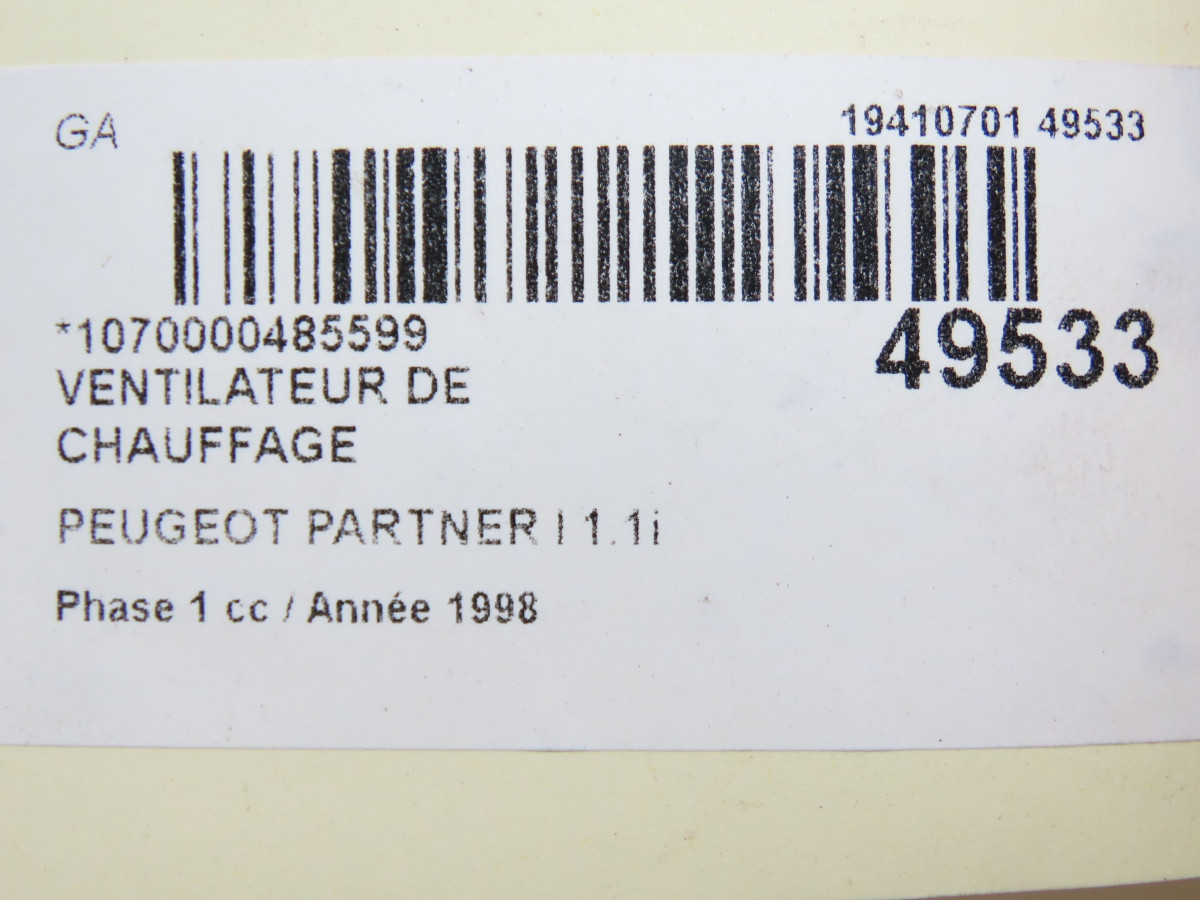 GA
19410701 49533
*1070000485599
49533
VENTILATEUR DE
CHAUFFAGE
PEUGEOT PARTNER I 1.1i
Phase 1 cc / Année 1998